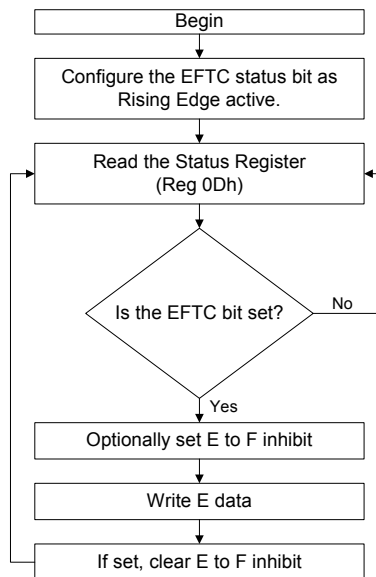 Begin
Configure the EFTC status bit as
Rising Edge active.
Read the Status Register
(Reg 0Dh)
Is the EFTC bit set?
No
Yes
Optionally set E to F inhibit
Write E data
If set, clear E to F inhibit